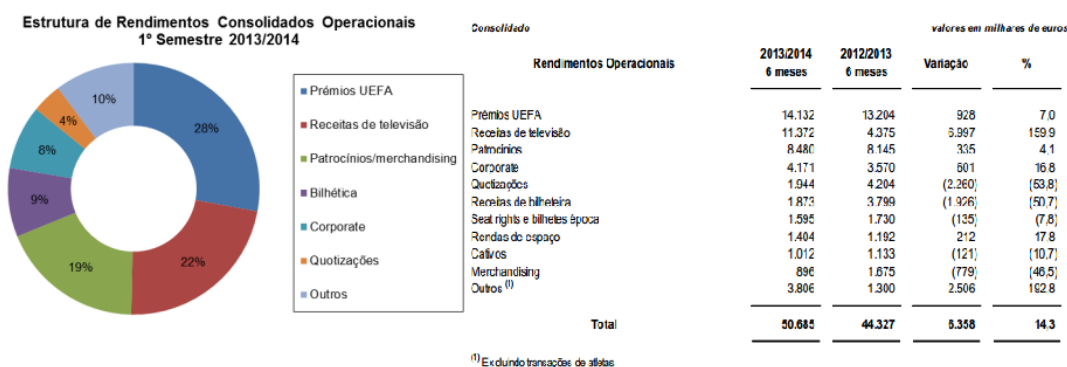 Estrutura de Rendimentos Consolidados Operacionais
1º Semestre 2013/2014
28%
22%
19%
9%
8%
4%
10%
Prémios UEFA
Receitas de televisão
Patrocínios/merchandising
Bilhética
Corporate
Quotizações
Outros
Consolidado valores em milhares de euros
Rendimentos Operacionais 2013/2014 6 meses 2012/2013 6 meses Variação %
Prémios UEFA 14.132 13.204 928 7,0
Receitas de televisão 11.372 4.375 6.997 159,9
Patrocínios 8.480 8.145 335 4,1
Corporate 4.171 3.570 601 16,8
Quotizações 1.944 4.204 (2.260) (53,8)
Receitas de bilheteira 1.873 3.799 (1.926) (50,7)
Seat rights e bilhetes época 1.595 1.730 (135) (7,8)
Rendas de espaço 1.404 1.192 212 17,8
Cativos 1.012 1.133 (121) (10,7)
Merchandising 896 1.675 (779) (46,5)
Outros (1) 3.806 1.300 2.506 192,8
Total 50.685 44.327 6.358 14,3
(1) Excluindo transações de atletas